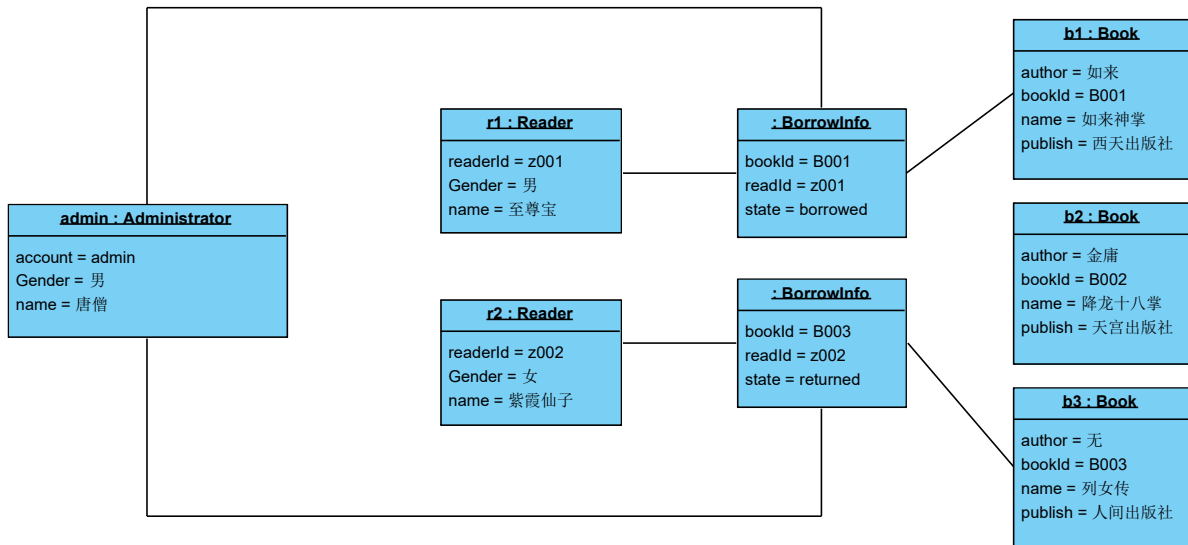 admin : Administrator
account = admin
Gender = 男
name = 唐僧
r1 : Reader
readerId = z001
Gender = 男
name = 至尊宝
r2 : Reader
readerId = z002
Gender = 女
name = 紫霞仙子
: BorrowInfo
bookId = B001
readId = z001
state = borrowed
: BorrowInfo
bookId = B003
readId = z002
state = returned
b1 : Book
author = 如来
bookId = B001
name = 如来神掌
publish = 西天出版社
b2 : Book
author = 金庸
bookId = B002
name = 降龙十八掌
publish = 天宫出版社
b3 : Book
author = 无
bookId = B003
name = 列女传
publish = 人间出版社